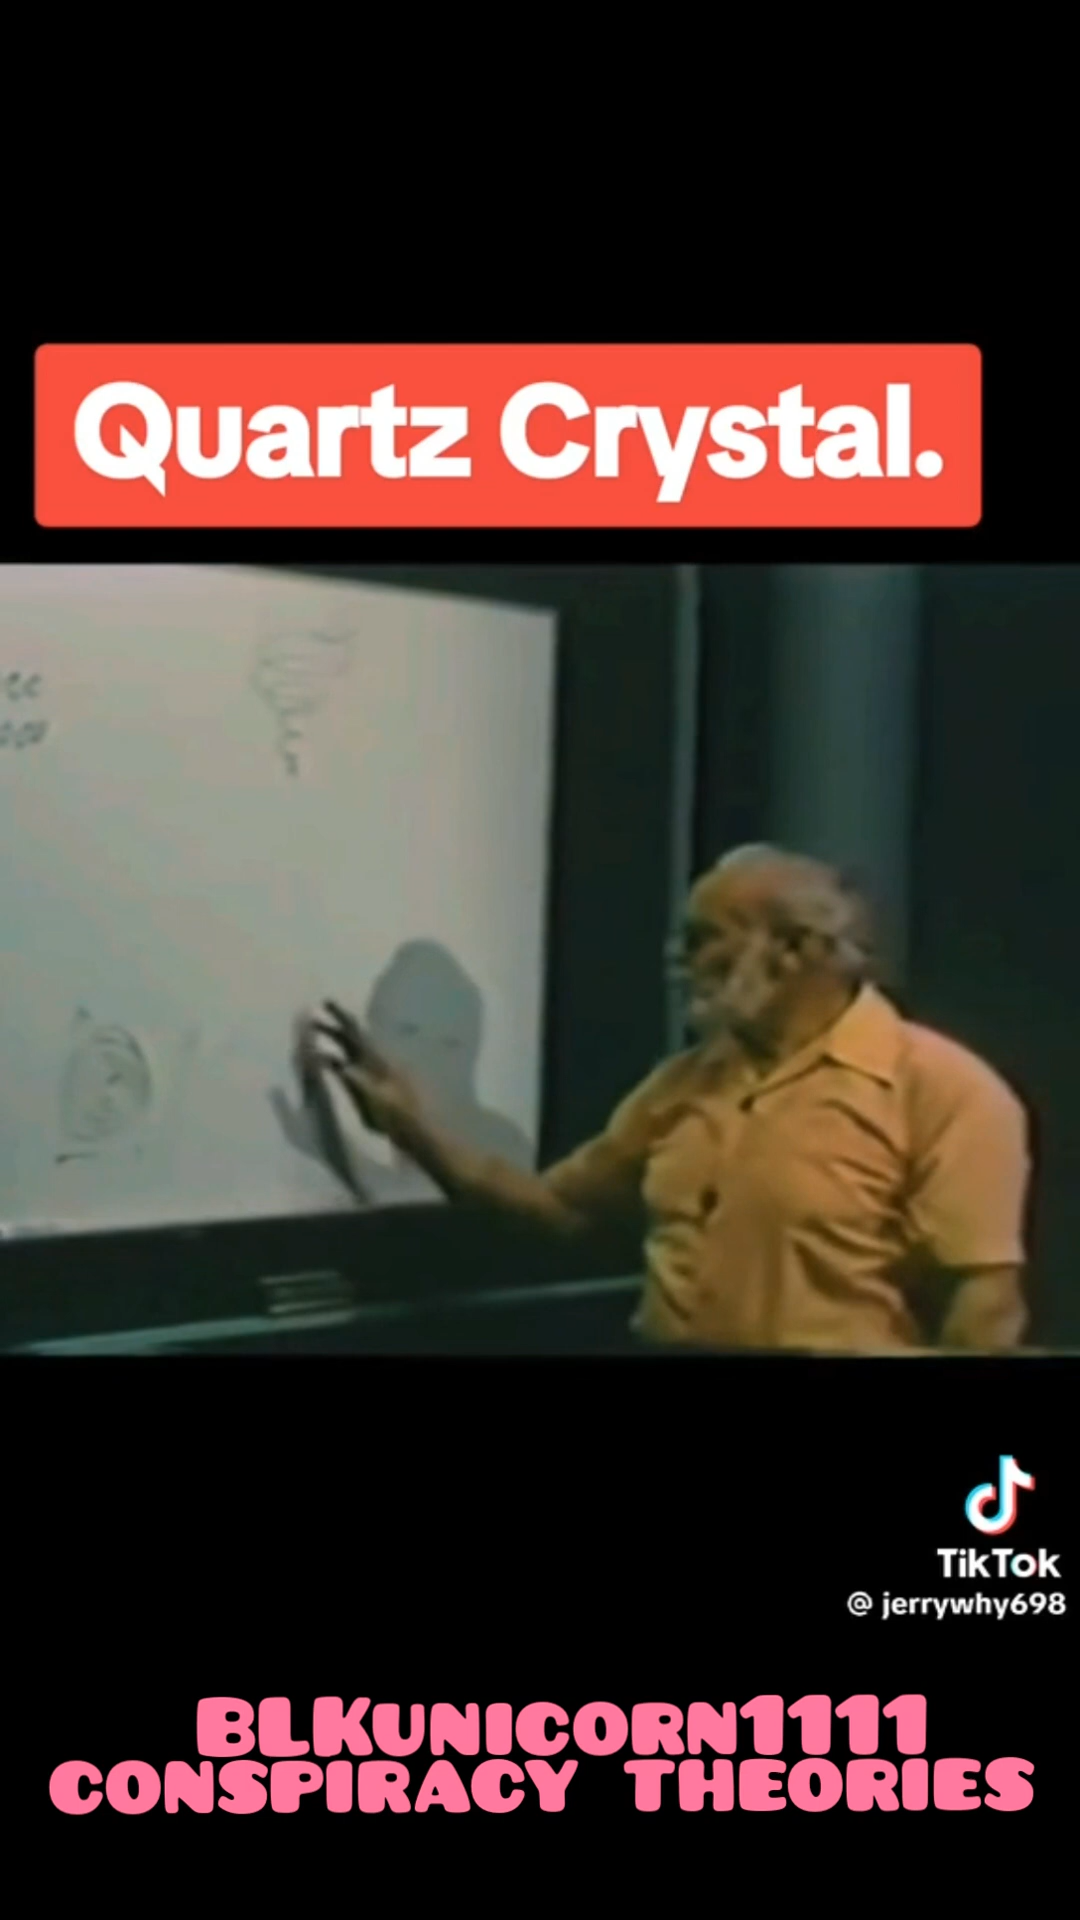 Quartz Crystal.
TikTok
@ jerrywhy698
BLKUNICORN1111
CONSPIRACY THEORIES